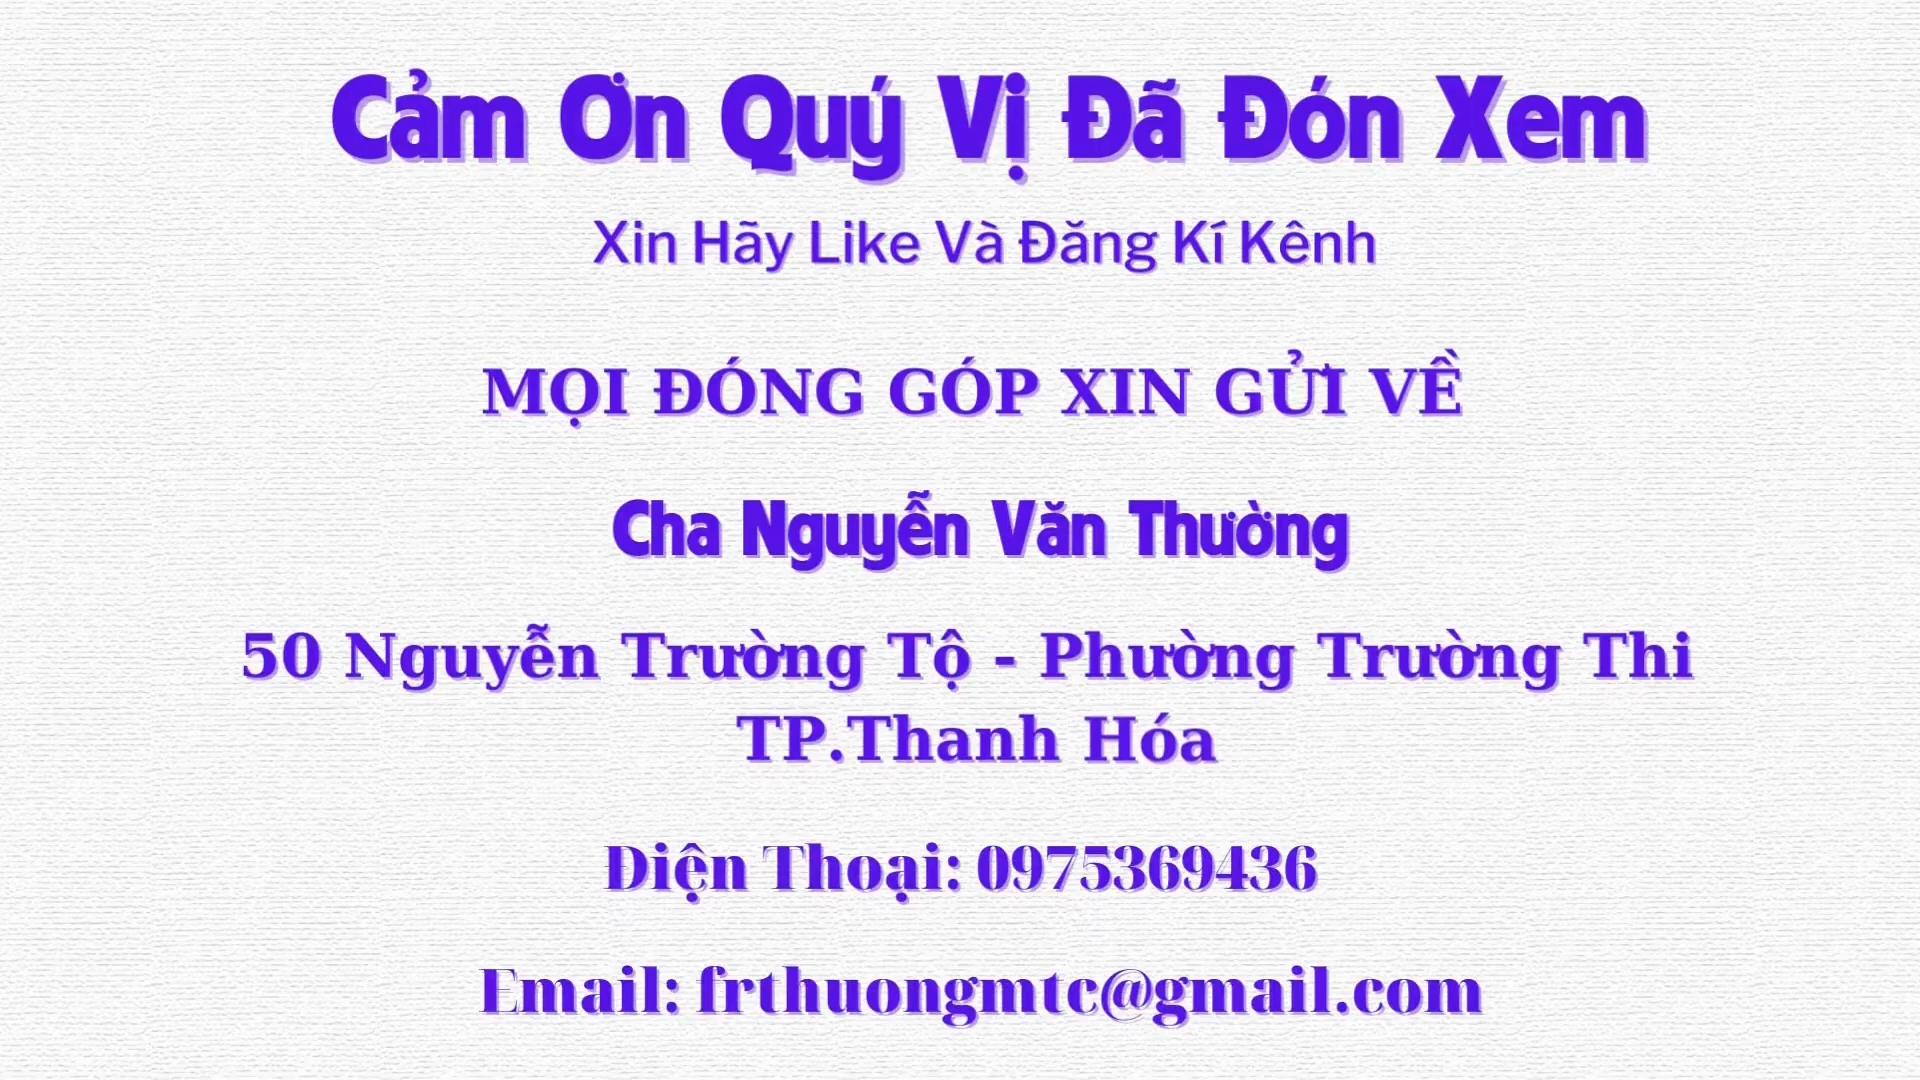 Cảm Ơn Quý Vị Đã Đón Xem
Xin Hãy Like Và Đăng Kí Kênh
MỌI ĐÓNG GÓP XIN GỬI VỀ
Cha Nguyễn Văn Thường
50 Nguyễn Trường Tộ - Phường Trường Thi
TP.Thanh Hóa
Điện Thoại: 0975369436
Email: frthuongmtc@gmail.com